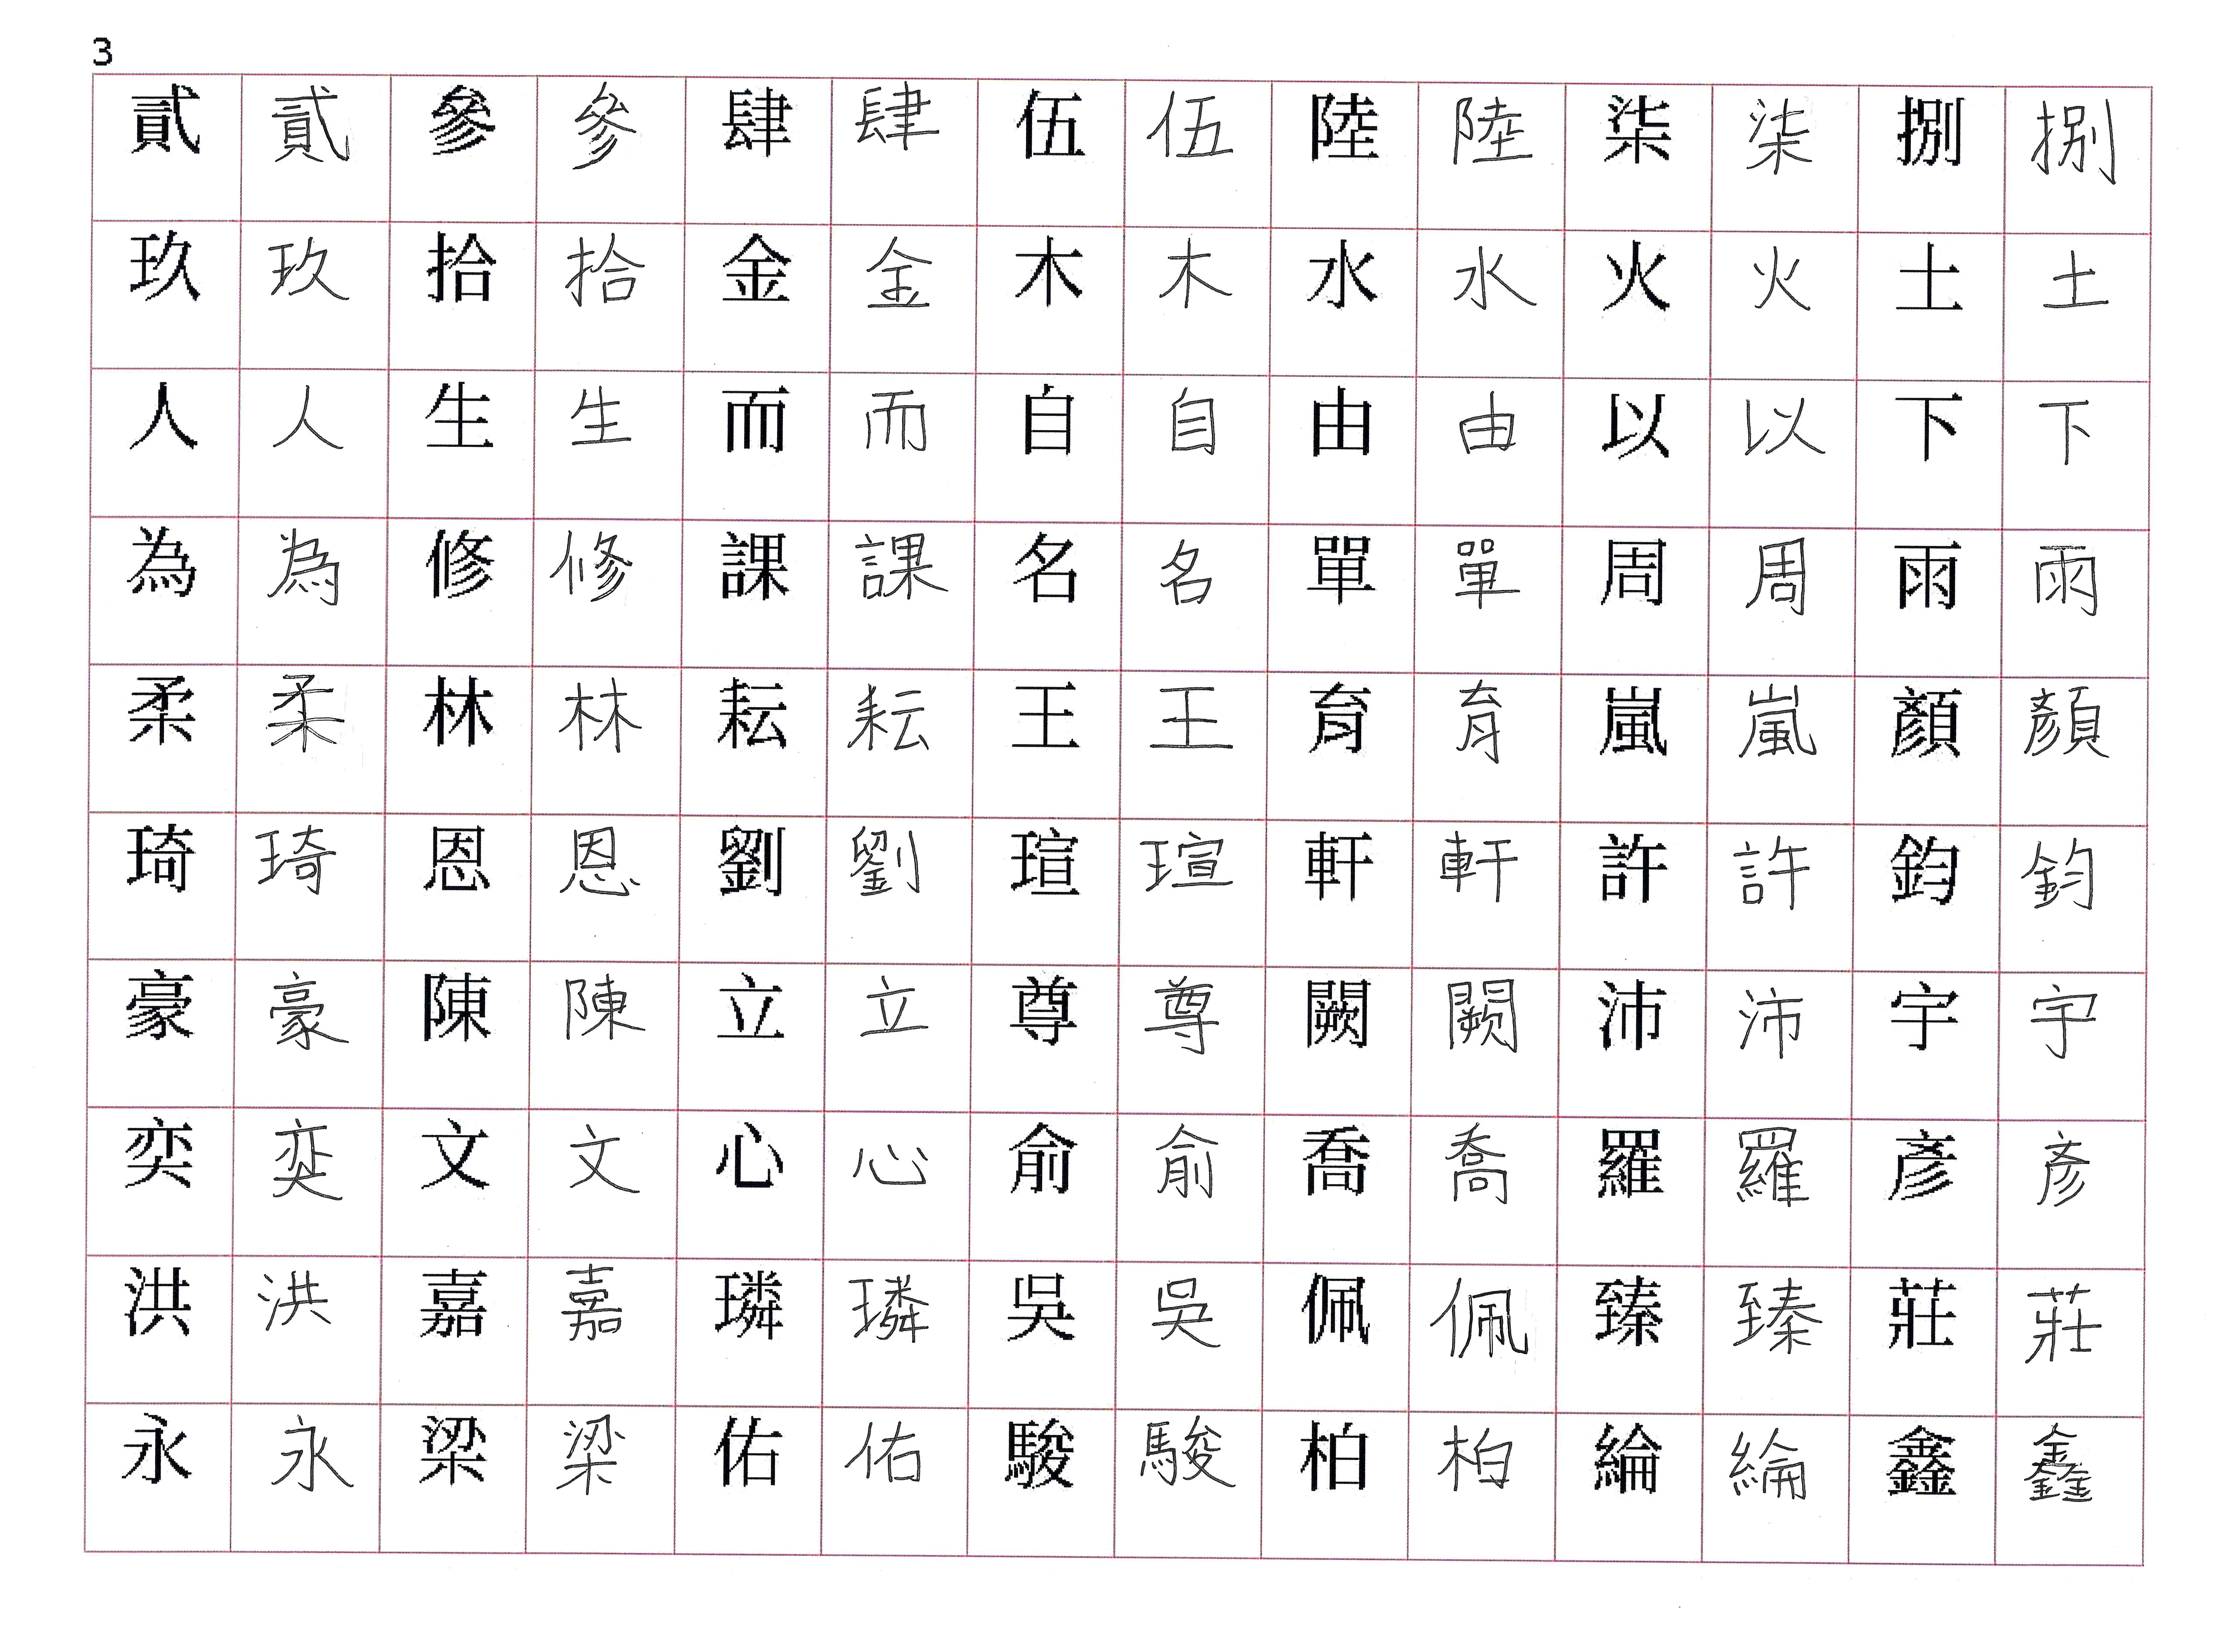 3
貳 貳 參 參 肆 肆 伍 伍 陸 陸 柒 柒 捌 捌
玖 玖 拾 拾 金 金 木 木 水 水 火 火 土 土
人 人 生 生 而 而 自 自 由 由 以 以 下 下
為 為 修 修 課 課 名 名 單 單 周 周 雨 雨
柔 柔 林 林 耘 耘 王 王 育 育 嵐 嵐 顏 顏
琦 琦 恩 恩 劉 劉 瑄 瑄 軒 軒 許 許 鈞 鈞
豪 豪 陳 陳 立 立 尊 尊 闕 闕 沛 沛 宇 宇
奕 奕 文 文 心 心 俞 俞 喬 喬 羅 羅 彥 彥
洪 洪 嘉 嘉 璘 璘 吳 吳 佩 佩 臻 臻 莊 莊
永 永 梁 梁 佑 佑 駿 駿 柏 柏 綸 綸 鑫 鑫